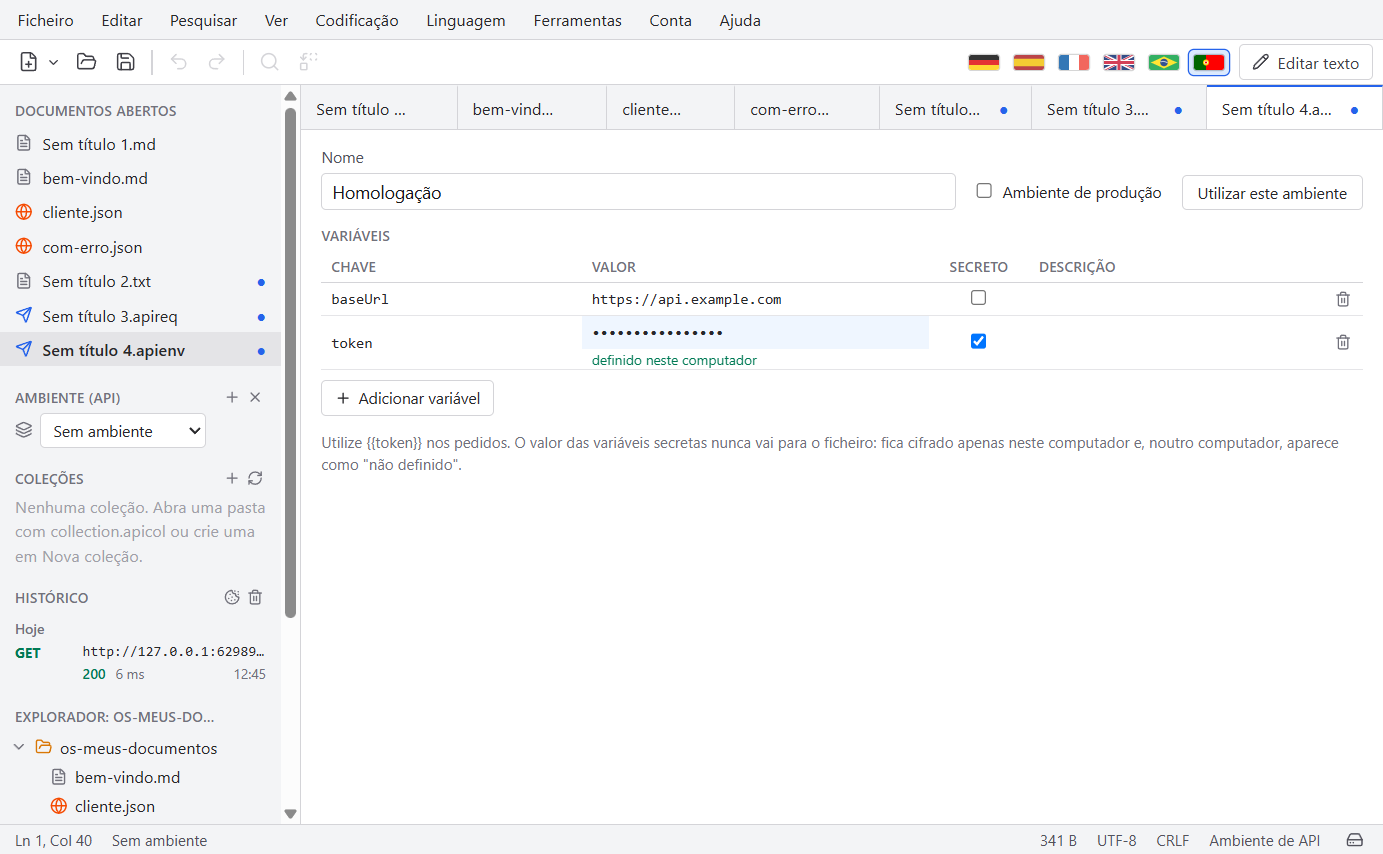 Ficheiro Editar Pesquisar Ver Codificação Linguagem Ferramentas Conta Ajuda
Editar texto
DOCUMENTOS ABERTOS
Sem título 1.md
bem-vindo.md
cliente.json
com-erro.json
Sem título 2.txt
Sem título 3.apireq
Sem título 4.apienv
AMBIENTE (API)
Sem ambiente
COLEÇÕES
Nenhuma coleção. Abra uma pasta
com collection.apicol ou crie uma
em Nova coleção.
HISTÓRICO
Hoje
GET http://127.0.0.1:62989…
200 6 ms 12:45
EXPLORADOR: OS-MEUS-DO…
os-meus-documentos
bem-vindo.md
cliente.json
Sem título ... bem-vind... cliente... com-erro... Sem título... Sem título 3.... Sem título 4.a...
Nome
Homologação Ambiente de produção Utilizar este ambiente
VARIÁVEIS
CHAVE VALOR SECRETO DESCRIÇÃO
baseUrl https://api.example.com
token ••••••••••••••••
definido neste computador
Adicionar variável
Utilize {{token}} nos pedidos. O valor das variáveis secretas nunca vai para o ficheiro: fica cifrado apenas neste computador e, noutro computador, aparece
como "não definido".
Ln 1, Col 40 Sem ambiente 341 B UTF-8 CRLF Ambiente de API